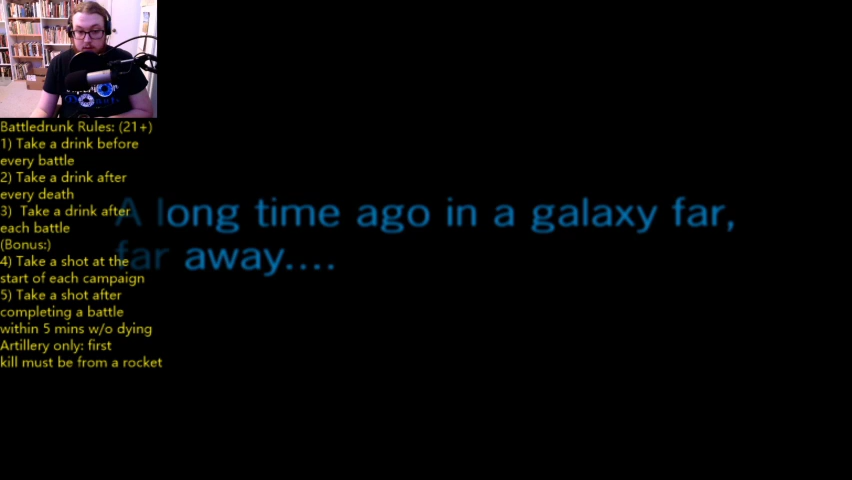 Battledrunk Rules: (21+)
1) Take a drink before
every battle
2) Take a drink after
every death
3)  Take a drink after
each battle
(Bonus:)
4) Take a shot at the
start of each campaign
5) Take a shot after
completing a battle
within 5 mins w/o dying
Artillery only: first
kill must be from a rocket
A long time ago in a galaxy far,
far away....